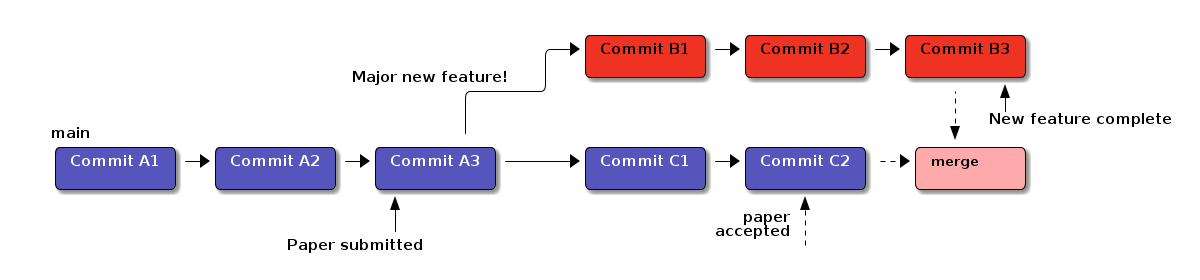 Commit B1
Commit B2
Commit B3
Major new feature!
New feature complete
main
Commit A1
Commit A2
Commit A3
Commit C1
Commit C2
merge
Paper submitted
paper
accepted